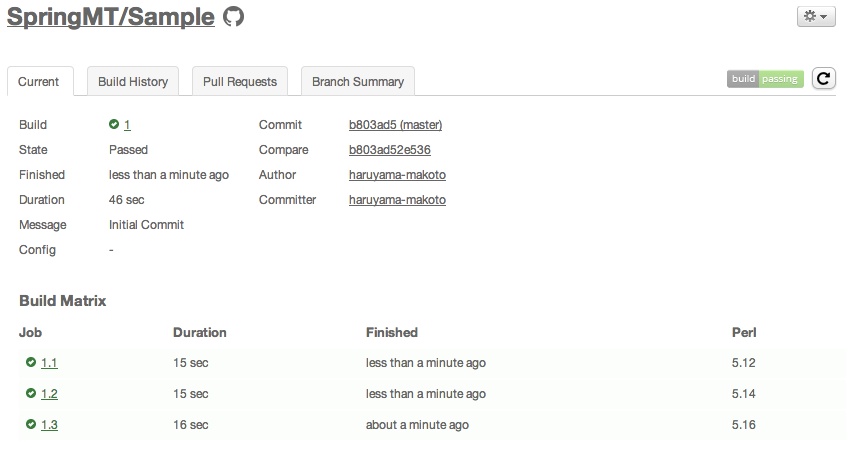 SpringMT/Sample
Current Build History Pull Requests Branch Summary build passing
Build 1 Commit b803ad5 (master)
State Passed Compare b803ad52e536
Finished less than a minute ago Author haruyama-makoto
Duration 46 sec Committer haruyama-makoto
Message Initial Commit
Config -
Build Matrix
Job Duration Finished Perl
1.1 15 sec less than a minute ago 5.12
1.2 15 sec less than a minute ago 5.14
1.3 16 sec about a minute ago 5.16